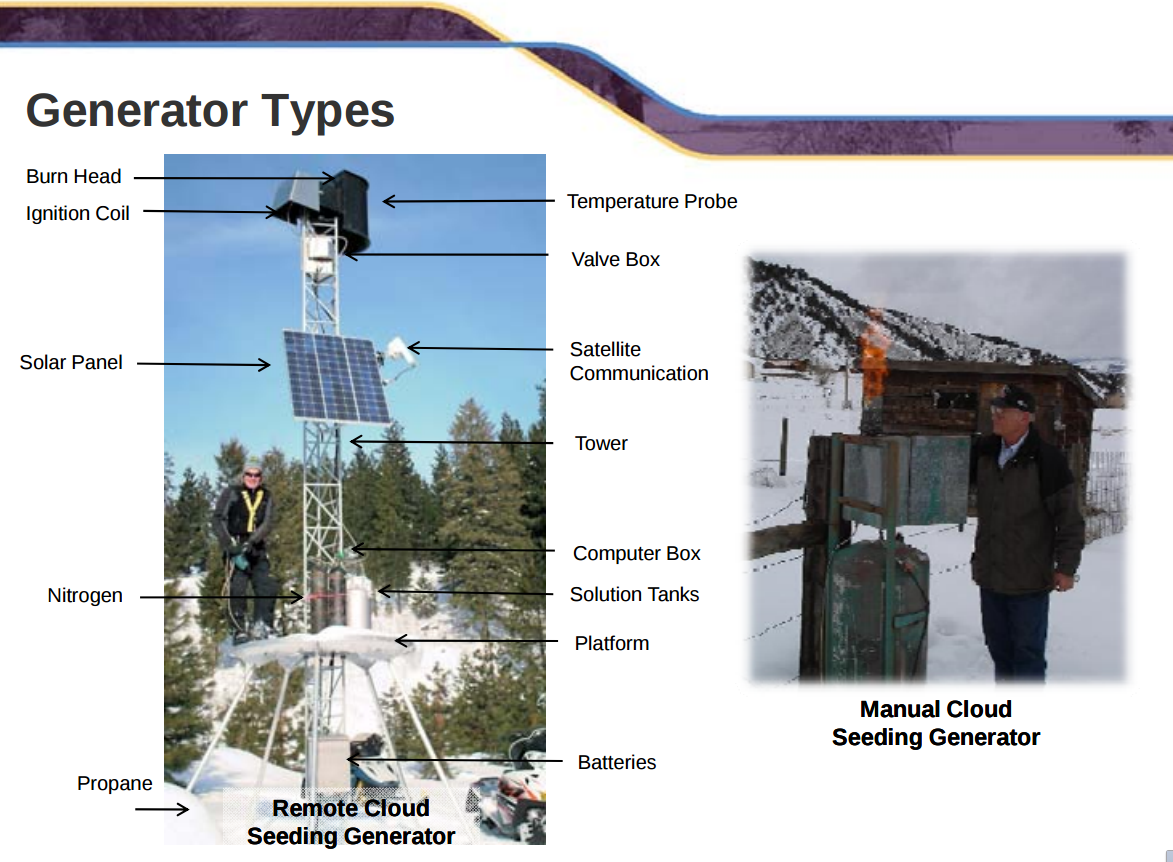 Generator Types
Burn Head
Ignition Coil
Temperature Probe
Valve Box
Solar Panel
Satellite
Communication
Tower
Computer Box
Nitrogen
Solution Tanks
Platform
Batteries
Propane
Remote Cloud
Seeding Generator
Manual Cloud
Seeding Generator